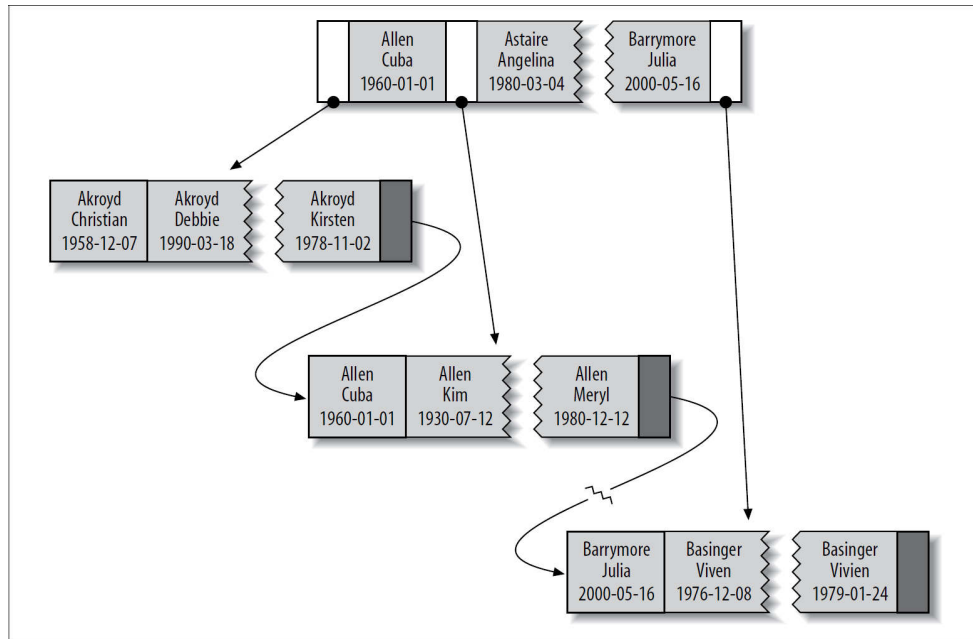 Allen
Cuba
1960-01-01
Astaire
Angelina
1980-03-04
Barrymore
Julia
2000-05-16
Akroyd
Christian
1958-12-07
Akroyd
Debbie
1990-03-18
Akroyd
Kirsten
1978-11-02
Allen
Cuba
1960-01-01
Allen
Kim
1930-07-12
Allen
Meryl
1980-12-12
Barrymore
Julia
2000-05-16
Basinger
Viven
1976-12-08
Basinger
Vivien
1979-01-24